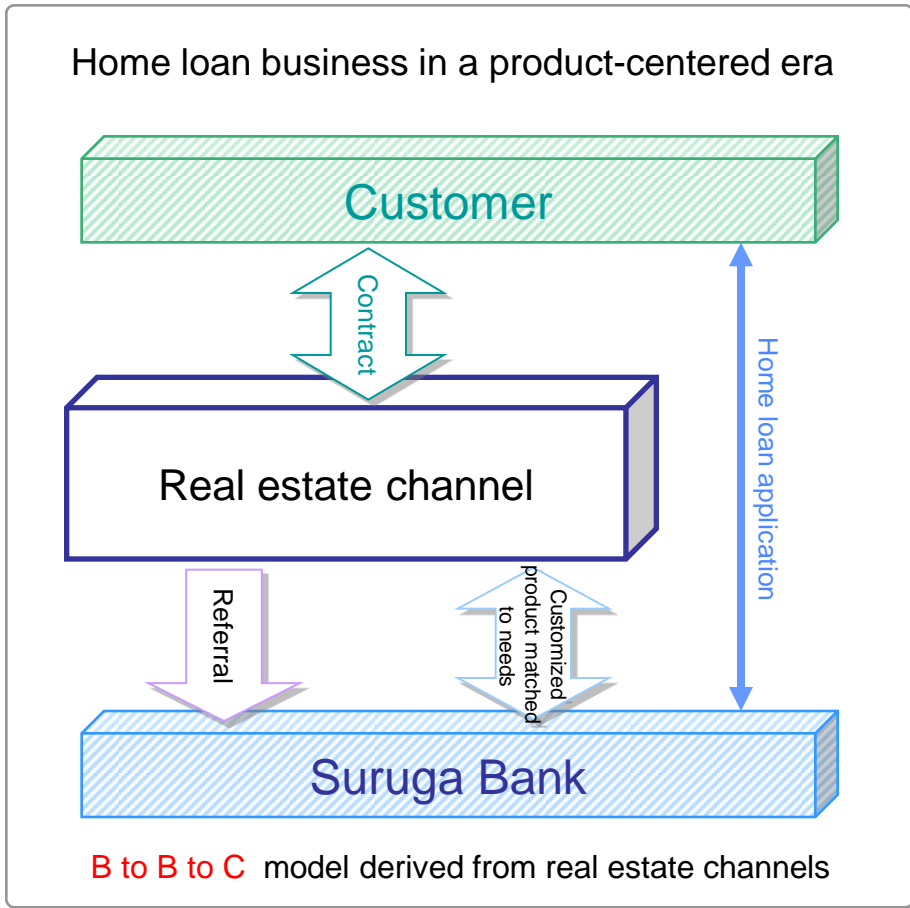 Home loan business in a product-centered era
Customer
Contract
Home loan application
Real estate channel
Referral
Customized
product matched
to needs
Suruga Bank
B to B to C model derived from real estate channels